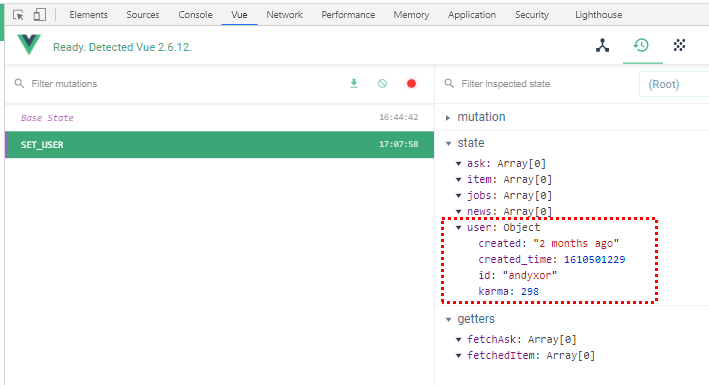 Elements Sources Console Vue Network Performance Memory Application Security Lighthouse
Ready. Detected Vue 2.6.12.
Filter mutations
Base State 16:44:42
SET_USER 17:07:58
Filter inspected state (Root)
mutation
state
ask: Array[0]
item: Array[0]
jobs: Array[0]
news: Array[0]
user: Object
created: "2 months ago"
created_time: 1610501229
id: "andyxor"
karma: 298
getters
fetchAsk: Array[0]
fetchedItem: Array[0]